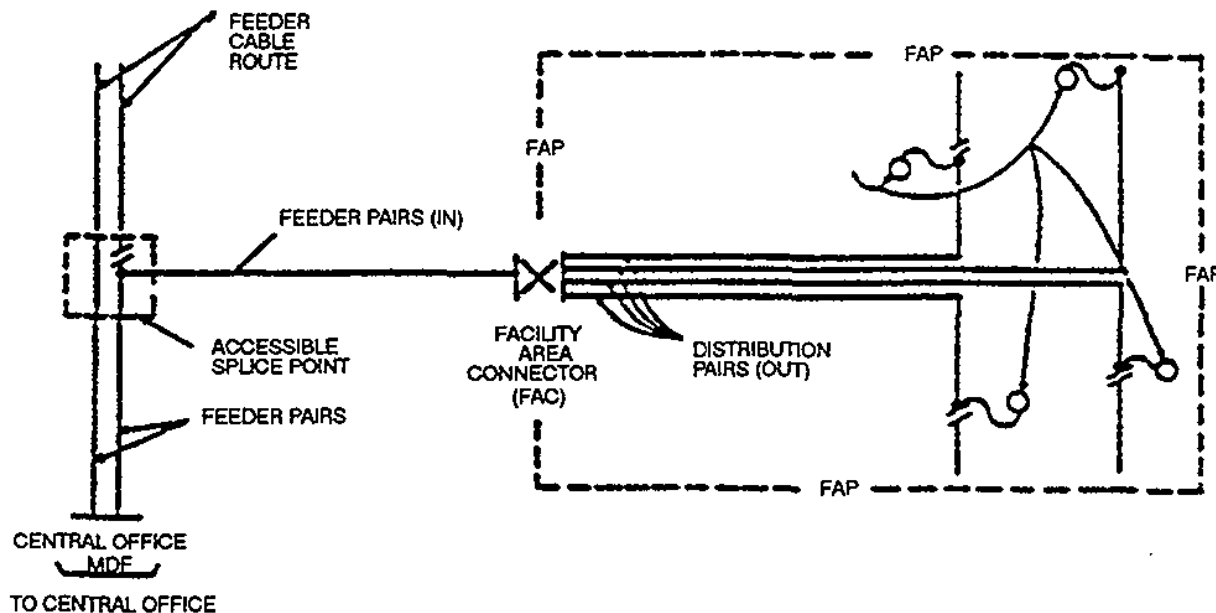 FEEDER
CABLE
ROUTE
FAP
FAP
FEEDER PAIRS (IN)
FAP
ACCESSIBLE
SPLICE POINT
FACILITY
AREA
CONNECTOR
(FAC)
DISTRIBUTION
PAIRS (OUT)
FEEDER PAIRS
FAP
CENTRAL OFFICE
MDF
TO CENTRAL OFFICE